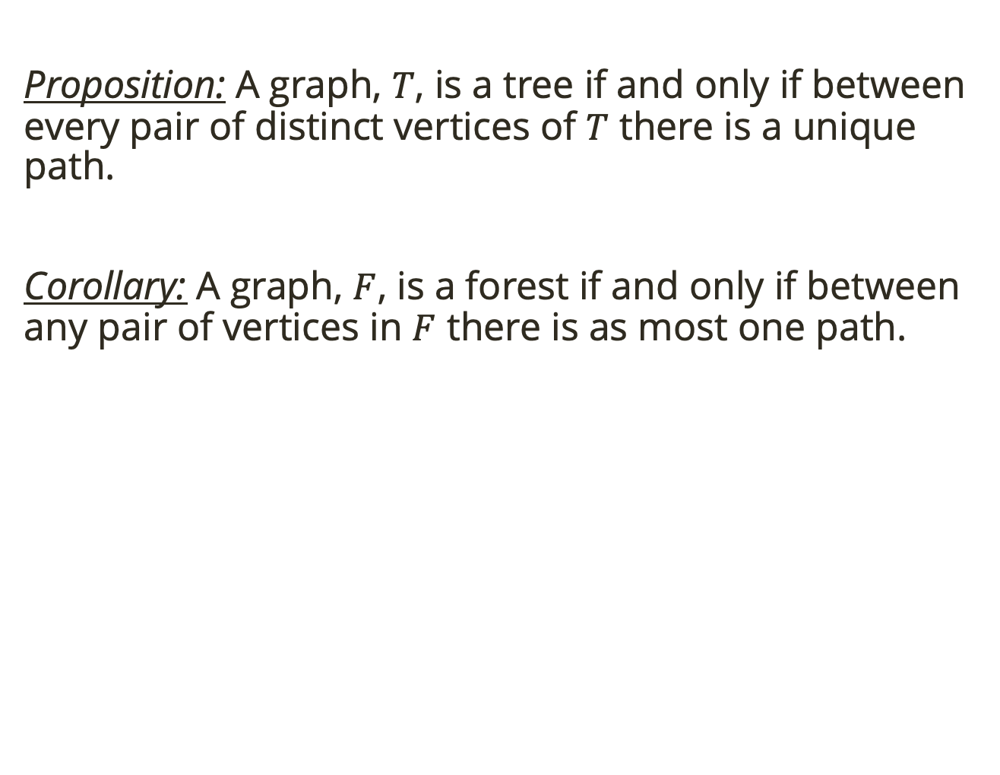 Proposition: A graph, T, is a tree if and only if between
every pair of distinct vertices of T there is a unique
path.
Corollary: A graph, F, is a forest if and only if between
any pair of vertices in F there is as most one path.